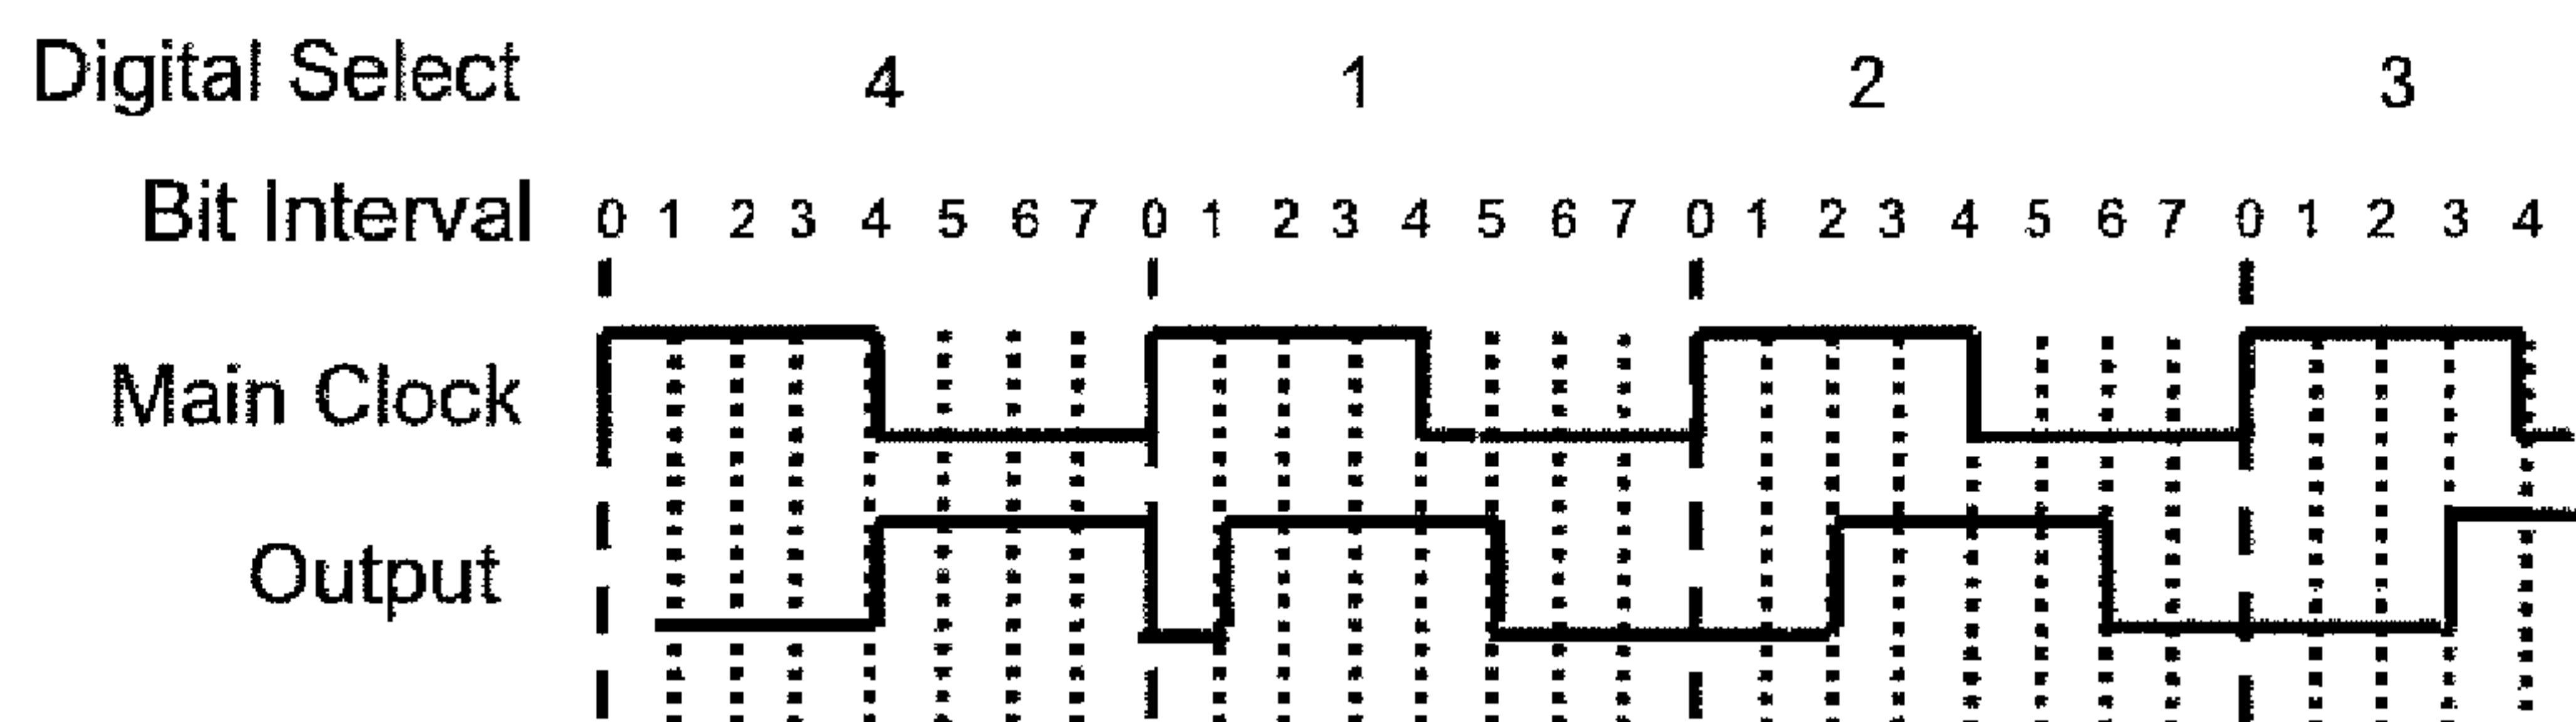 Digital Select 4 1 2 3
Bit Interval 0 1 2 3 4 5 6 7 0 1 2 3 4 5 6 7 0 1 2 3 4 5 6 7 0 1 2 3 4
Main Clock
Output